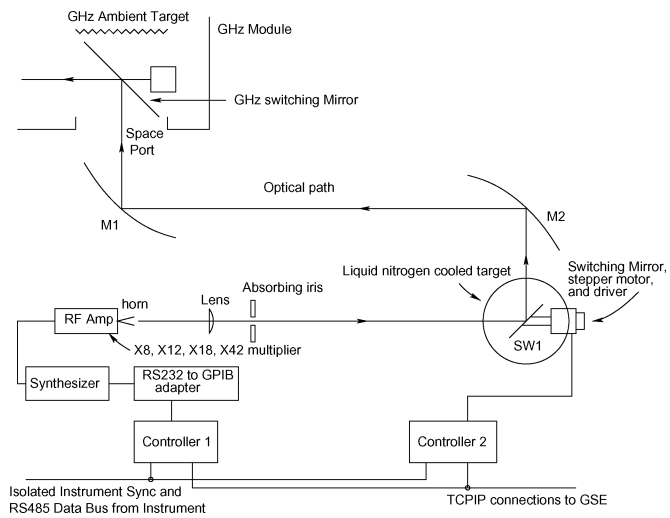 GHz Ambient Target
GHz Module
GHz switching Mirror
Space
Port
Optical path
M1
M2
Liquid nitrogen cooled target
Switching Mirror,
stepper motor,
and driver
Absorbing iris
Lens
horn
RF Amp
SW1
X8, X12, X18, X42 multiplier
Synthesizer
RS232 to GPIB
adapter
Controller 1
Controller 2
Isolated Instrument Sync and
RS485 Data Bus from Instrument
TCPIP connections to GSE